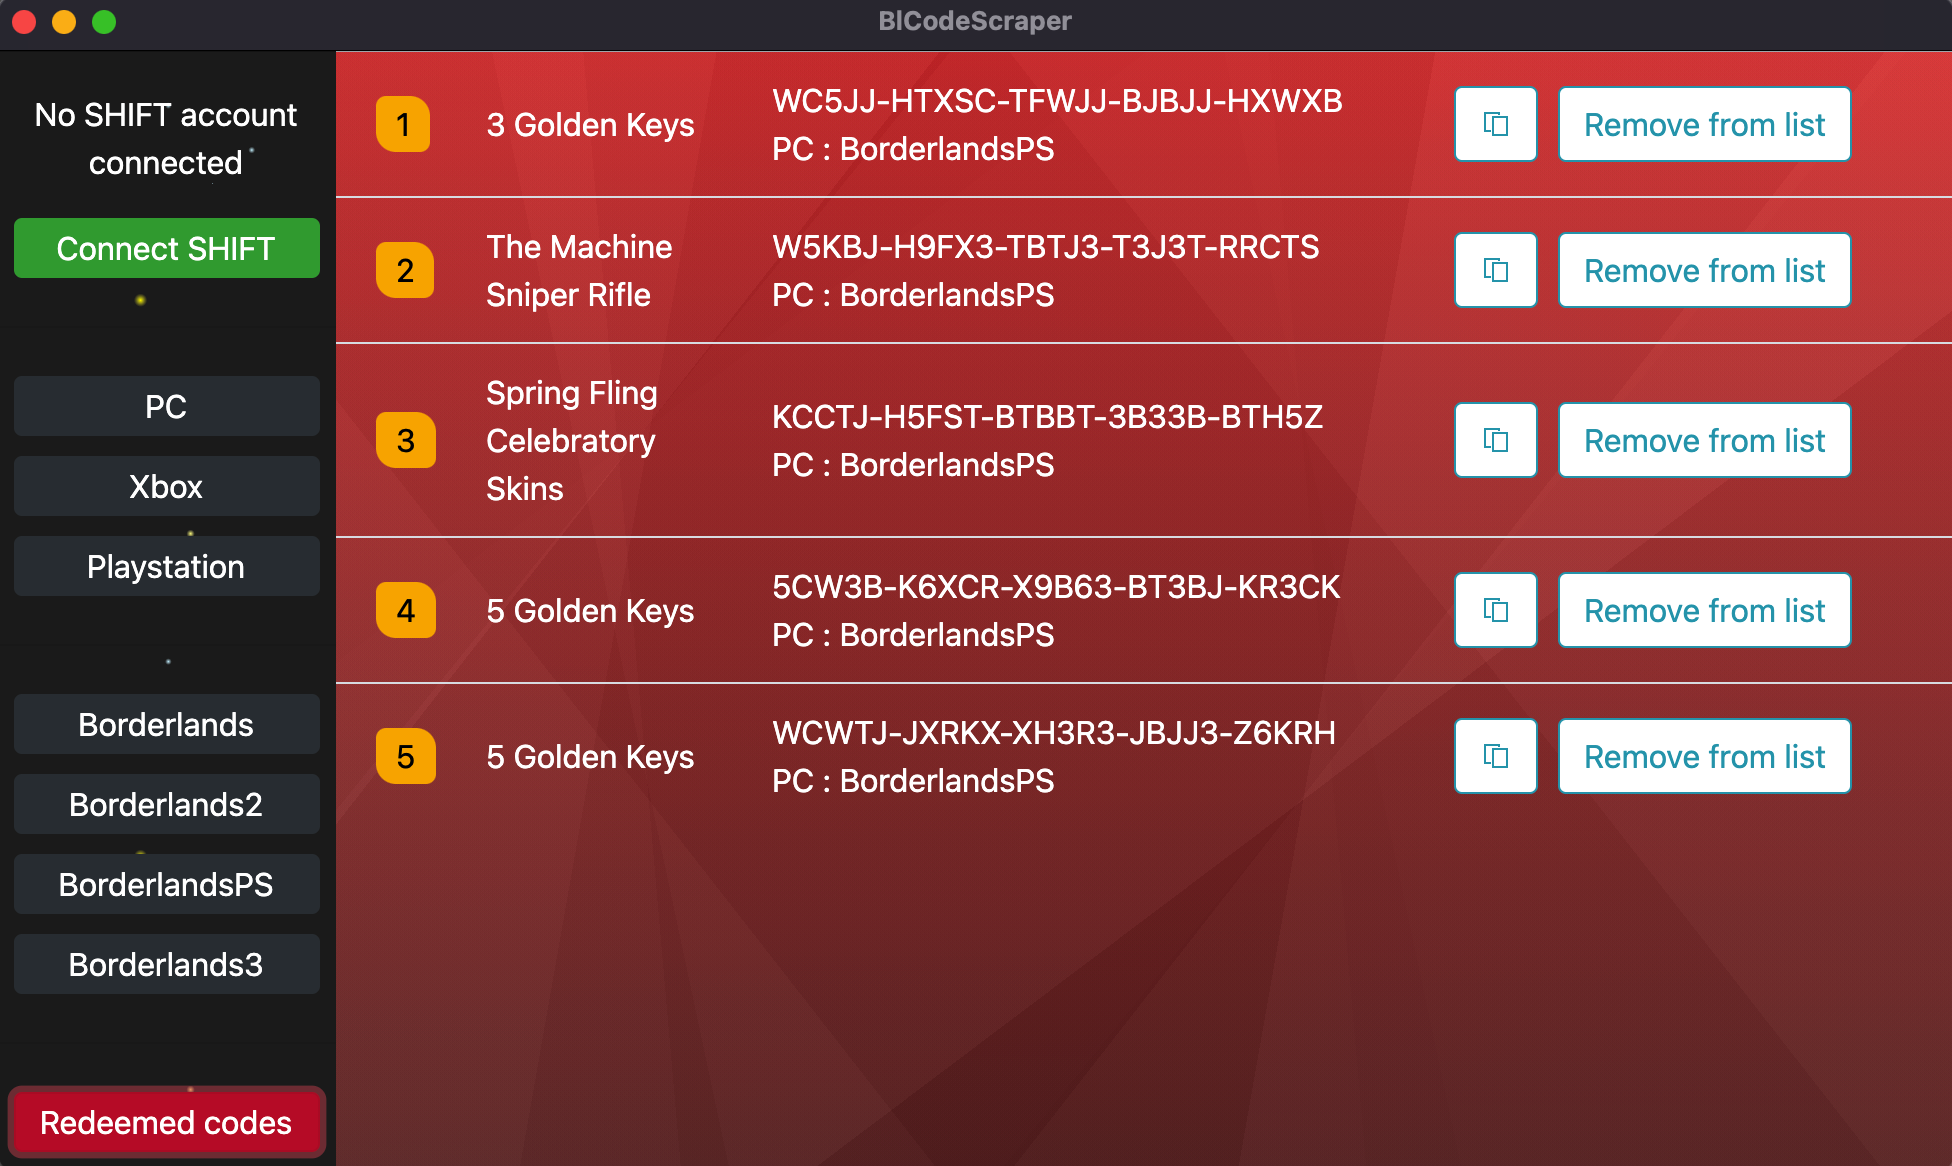 BlCodeScraper
No SHIFT account
connected
Connect SHIFT
PC
Xbox
Playstation
Borderlands
Borderlands2
BorderlandsPS
Borderlands3
Redeemed codes
1
3 Golden Keys
WC5JJ-HTXSC-TFWJJ-BJBJJ-HXWXB
PC : BorderlandsPS
Remove from list
2
The Machine
Sniper Rifle
W5KBJ-H9FX3-TBTJ3-T3J3T-RRCTS
PC : BorderlandsPS
Remove from list
3
Spring Fling
Celebratory
Skins
KCCTJ-H5FST-BTBBT-3B33B-BTH5Z
PC : BorderlandsPS
Remove from list
4
5 Golden Keys
5CW3B-K6XCR-X9B63-BT3BJ-KR3CK
PC : BorderlandsPS
Remove from list
5
5 Golden Keys
WCWTJ-JXRKX-XH3R3-JBJJ3-Z6KRH
PC : BorderlandsPS
Remove from list